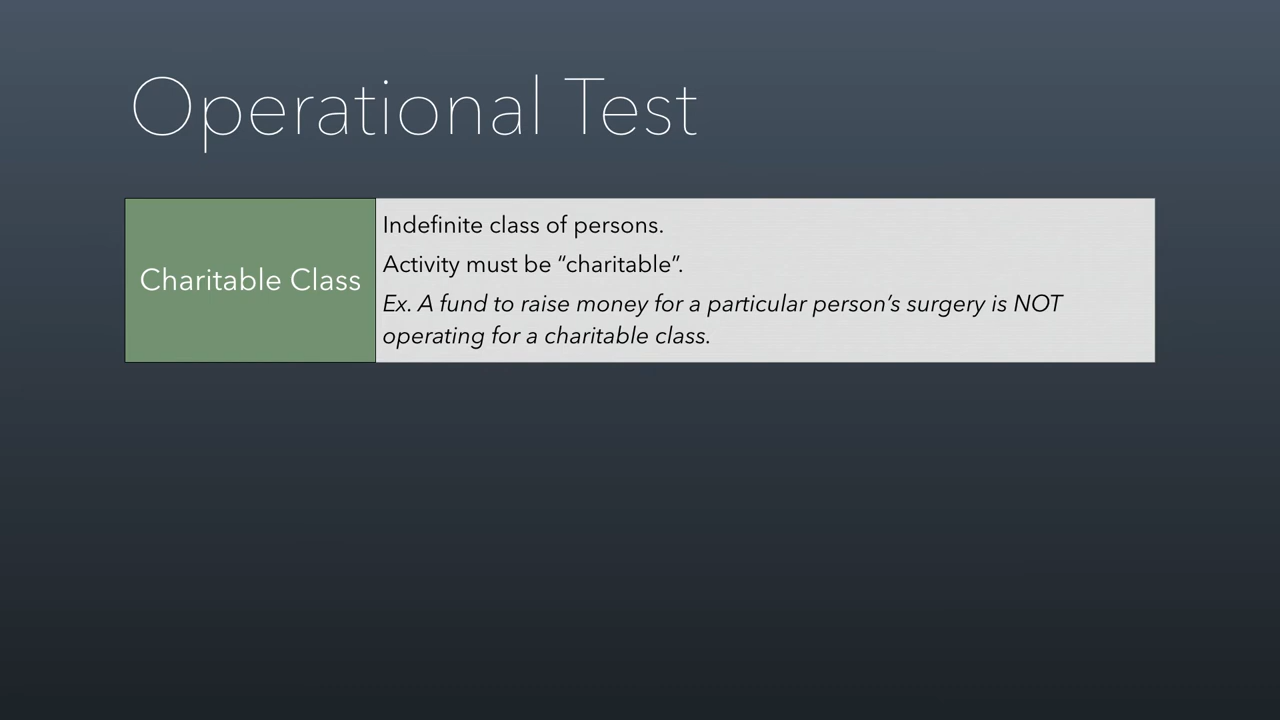 Operational Test
Charitable Class
Indefinite class of persons.
Activity must be “charitable”.
Ex. A fund to raise money for a particular person’s surgery is NOT
operating for a charitable class.